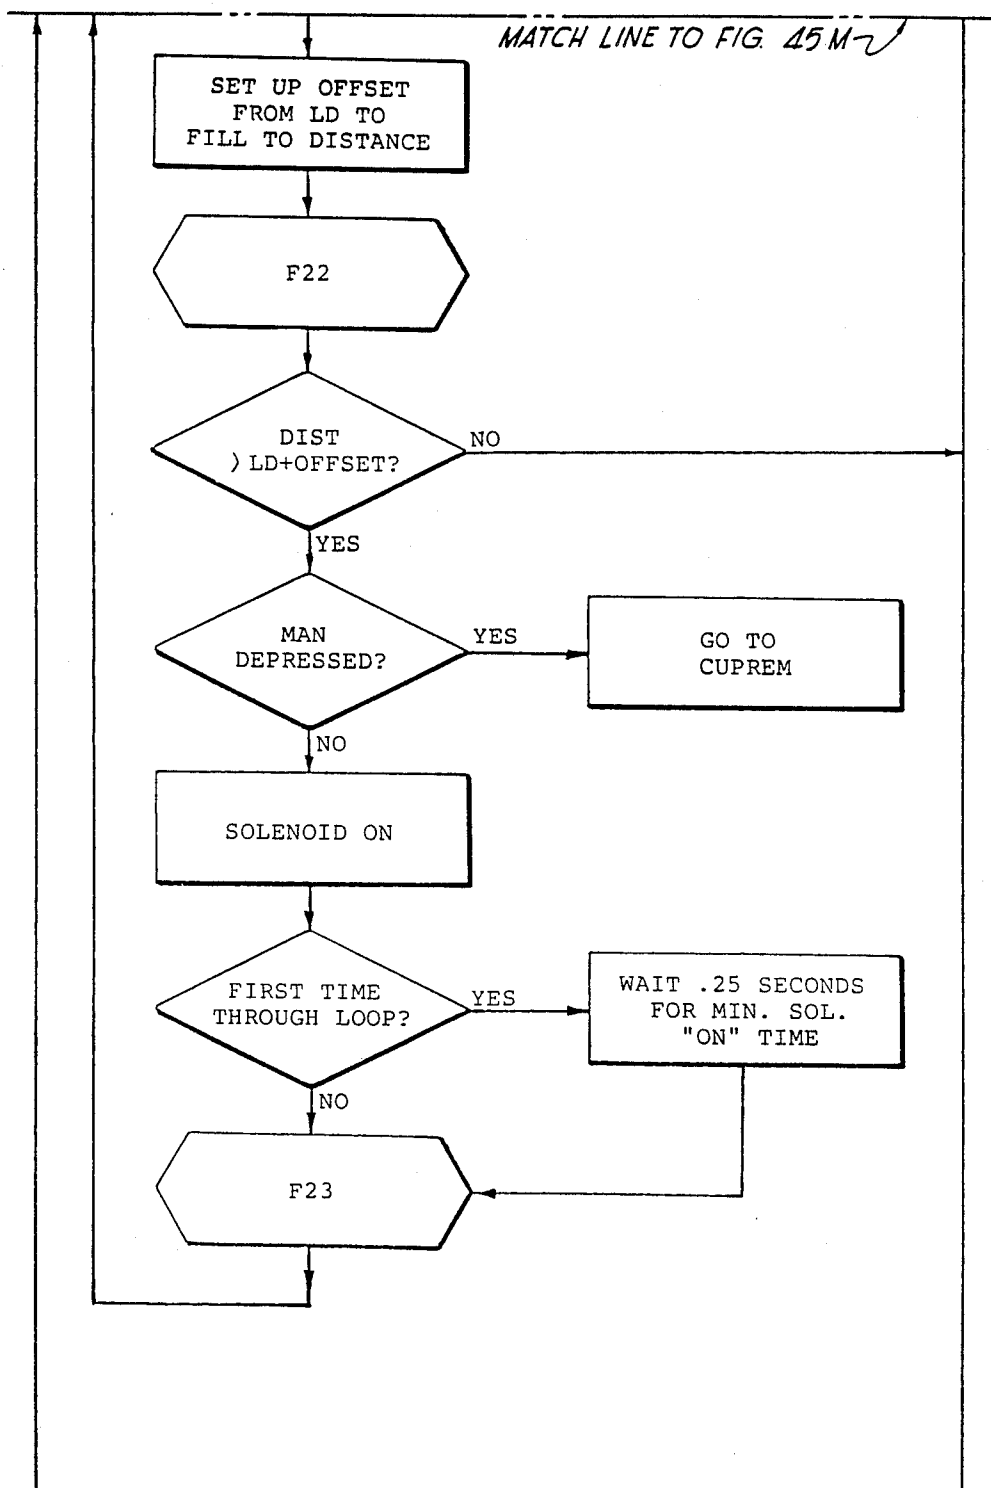 MATCH LINE TO FIG. 45M
SET UP OFFSET
FROM LD TO
FILL TO DISTANCE
F22
DIST
>LD+OFFSET?
NO
YES
MAN
DEPRESSED?
YES
GO TO
CUPREM
NO
SOLENOID ON
FIRST TIME
THROUGH LOOP?
YES
WAIT .25 SECONDS
FOR MIN. SOL.
"ON" TIME
NO
F23